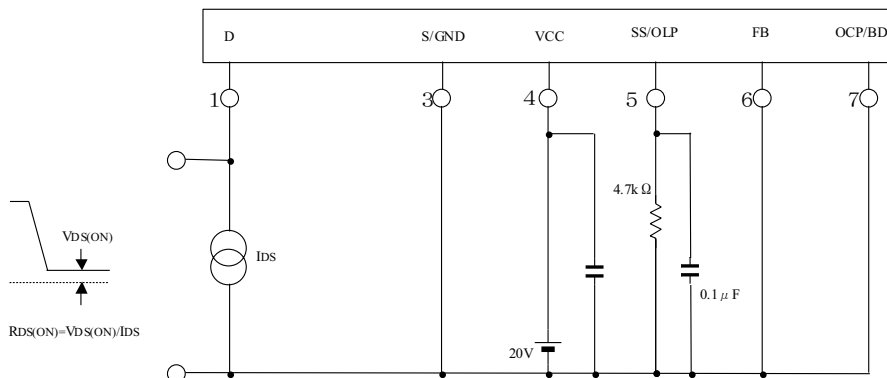 D S/GND VCC SS/OLP FB OCP/BD
1 3 4 5 6 7
4.7kΩ
VDS(ON)
IDS
0.1μF
RDS(ON)=VDS(ON)/IDS
20V